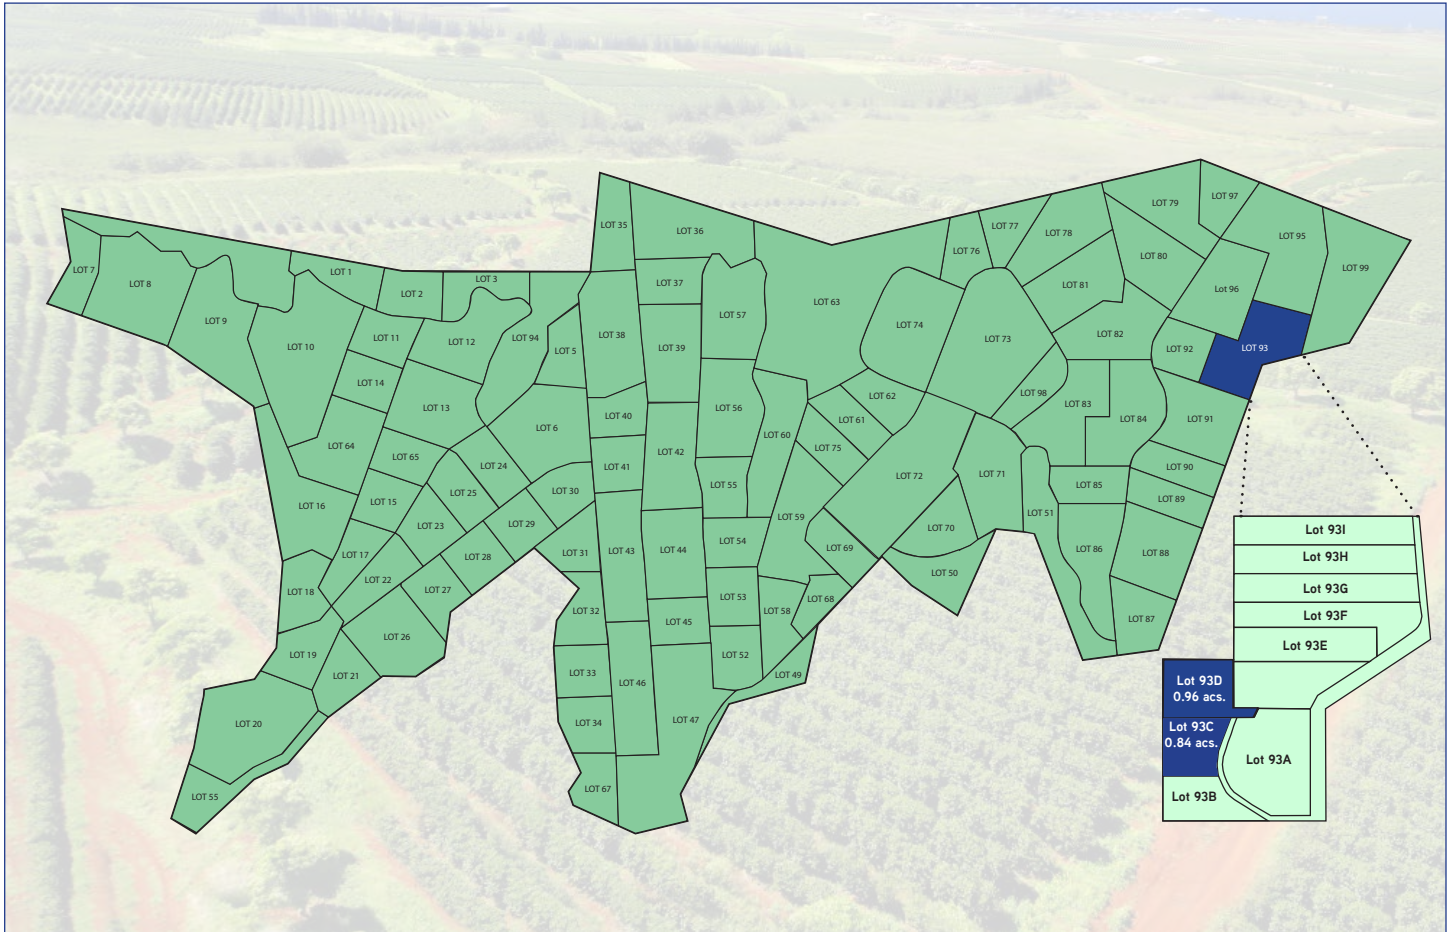 LOT 97
LOT 79
LOT 35
LOT 36
LOT 77
LOT 78
LOT 95
LOT 76
LOT 80
LOT 99
LOT 7
LOT 1
LOT 3
LOT 8
LOT 37
LOT 81
Lot 96
LOT 2
LOT 63
LOT 57
LOT 9
LOT 74
LOT 11
LOT 12
LOT 94
LOT 38
LOT 73
LOT 82
LOT 10
LOT 5
LOT 39
LOT 92
LOT 93
LOT 14
LOT 98
LOT 62
LOT 83
LOT 13
LOT 56
LOT 40
LOT 61
LOT 84
LOT 91
LOT 6
LOT 60
LOT 64
LOT 75
LOT 42
LOT 65
LOT 24
LOT 41
LOT 90
LOT 72
LOT 71
LOT 55
LOT 85
LOT 25
LOT 30
LOT 89
LOT 15
LOT 16
LOT 51
LOT 59
LOT 29
LOT 23
LOT 70
Lot 93I
LOT 54
LOT 69
LOT 86
LOT 43
LOT 44
LOT 31
LOT 88
LOT 17
LOT 28
Lot 93H
LOT 50
LOT 22
LOT 27
Lot 93G
LOT 18
LOT 53
LOT 68
LOT 32
LOT 58
Lot 93F
LOT 87
LOT 45
LOT 26
Lot 93E
LOT 19
LOT 52
LOT 33
LOT 49
LOT 21
Lot 93D
0.96 acs.
LOT 46
LOT 47
LOT 34
LOT 20
Lot 93C
0.84 acs.
Lot 93A
LOT 67
LOT 55
Lot 93B